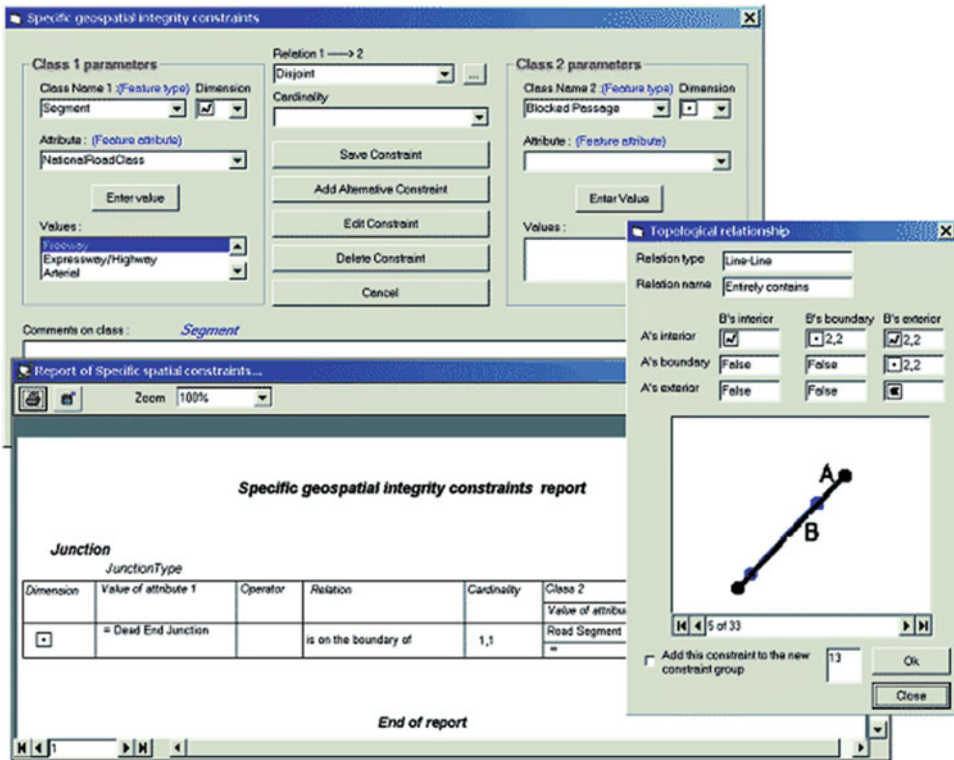 Specific geospatial integrity constraints
Class 1 parameters
Class Name 1 :(Feature type) Dimension
Segment
Attribute : (Feature attribute)
NationalRoadClass
Enter value
Values :
Freeway
Expressway/Highway
Arterial
Relation 1 ----> 2
Disjoint
...
Cardinality
Save Constraint
Add Alternative Constraint
Edit Constraint
Delete Constraint
Cancel
Class 2 parameters
Class Name 2 :(Feature type) Dimension
Blocked Passage
Attribute : (Feature attribute)
Enter Value
Values :
Comments on class : Segment
Topological relationship
Relation type Line-Line
Relation name Entirely contains
B's interior B's boundary B's exterior
A's interior 2,2 2,2
A's boundary False False 2,2
A's exterior False False
A
B
5 of 33
Add this constraint to the new constraint group
13
Ok
Close
Report of Specific spatial constraints...
Zoom 100%
Specific geospatial integrity constraints report
Junction
JunctionType
Dimension Value of attribute 1 Operator Relation Cardinality Class 2
Value of attribu
= Dead End Junction is on the boundary of 1,1 Road Segment
=
End of report
1